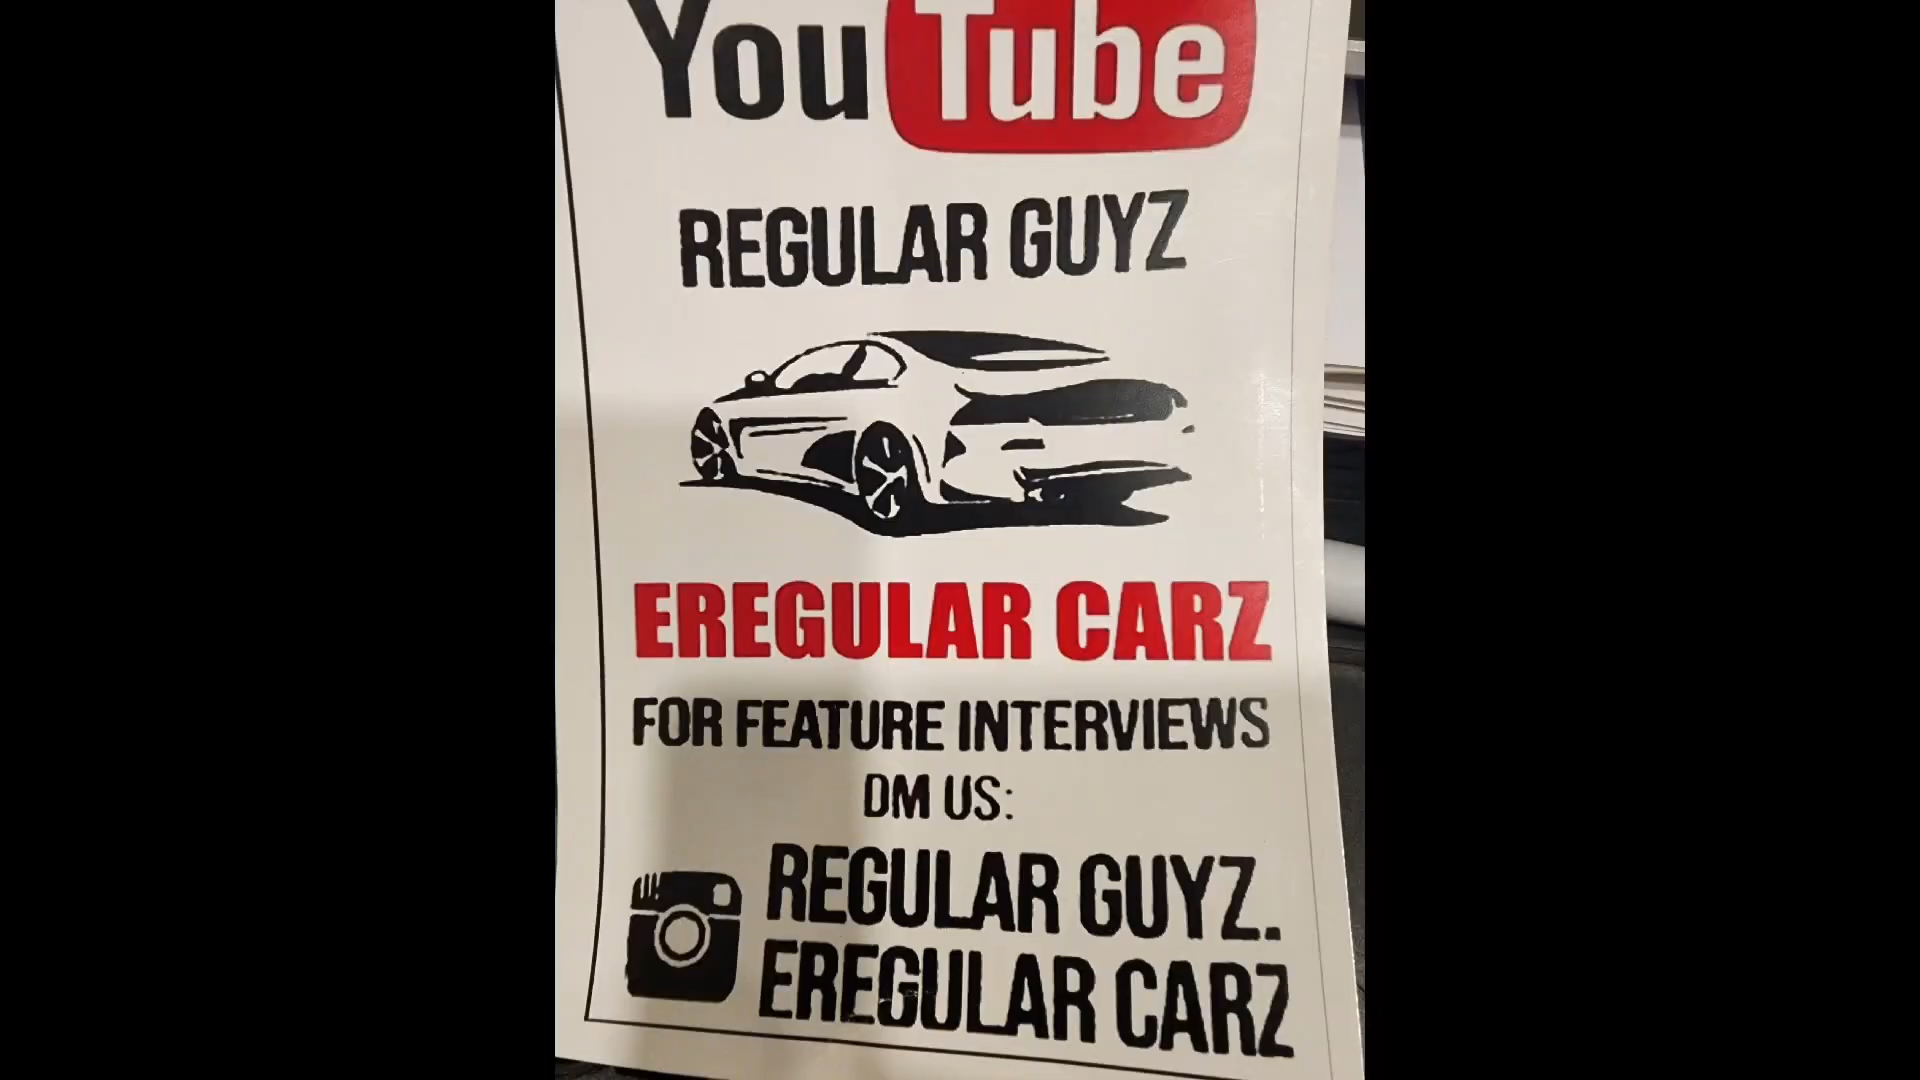 YouTube
REGULAR GUYZ
EREGULAR CARZ
FOR FEATURE INTERVIEWS
DM US:
REGULAR GUYZ.
EREGULAR CARZ